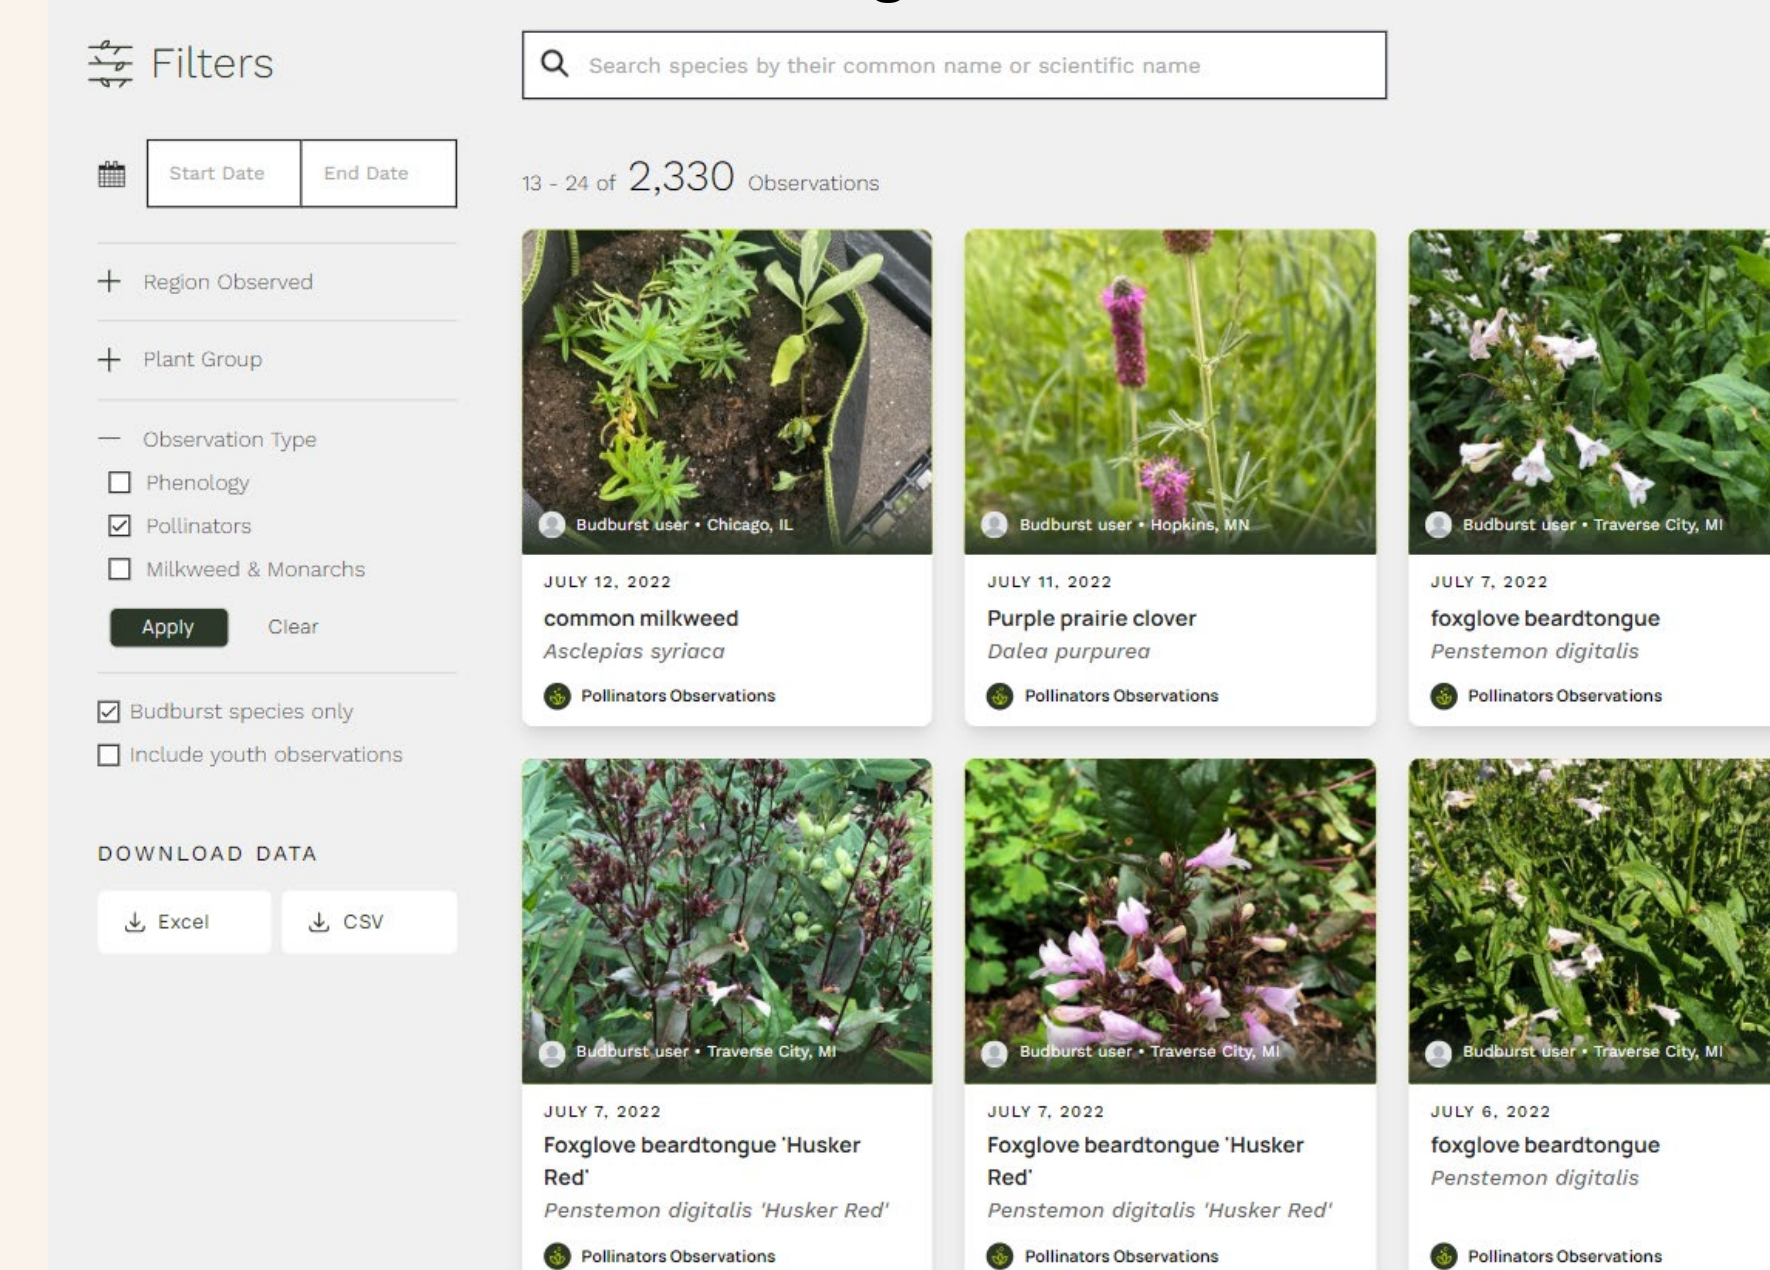 Filters
Search species by their common name or scientific name
Start Date End Date
13 - 24 of 2,330 Observations
Region Observed
Plant Group
Observation Type
Phenology
Pollinators
Milkweed & Monarchs
Apply Clear
Budburst species only
Include youth observations
DOWNLOAD DATA
Excel CSV
Budburst user • Chicago, IL
JULY 12, 2022
common milkweed
Asclepias syriaca
Pollinators Observations
Budburst user • Hopkins, MN
JULY 11, 2022
Purple prairie clover
Dalea purpurea
Pollinators Observations
Budburst user • Traverse City, MI
JULY 7, 2022
foxglove beardtongue
Penstemon digitalis
Pollinators Observations
Budburst user • Traverse City, MI
JULY 7, 2022
Foxglove beardtongue 'Husker
Red'
Penstemon digitalis 'Husker Red'
Pollinators Observations
Budburst user • Traverse City, MI
JULY 7, 2022
Foxglove beardtongue 'Husker
Red'
Penstemon digitalis 'Husker Red'
Pollinators Observations
Budburst user • Traverse City, MI
JULY 6, 2022
foxglove beardtongue
Penstemon digitalis
Pollinators Observations